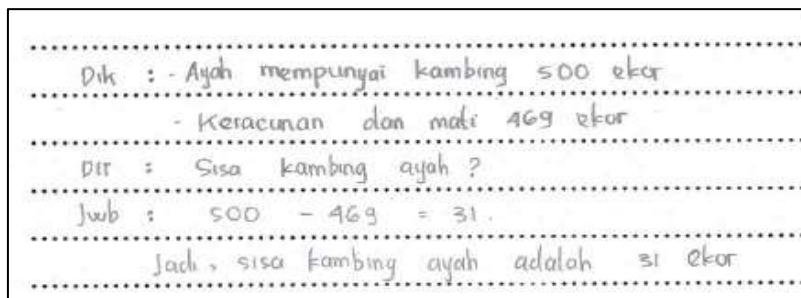 Dik : - Ayah mempunyai kambing 500 ekor
- Keracunan dan mati 469 ekor
Dit : Sisa kambing ayah ?
Jwb : 500 - 469 = 31.
Jadi, sisa kambing ayah adalah 31 ekor